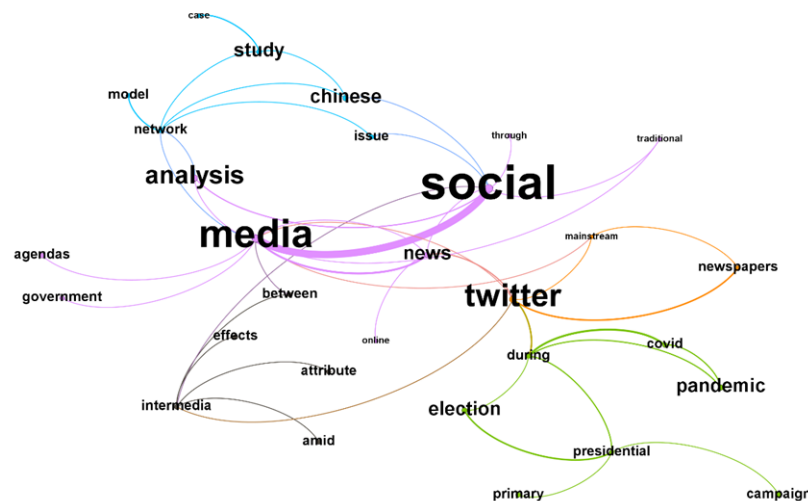 case
study
model
chinese
network
issue
through
traditional
analysis
social
media
mainstream
agendas
news
newspapers
government
between
twitter
effects
online
covid
during
attribute
pandemic
intermedia
election
amid
presidential
primary
campaign